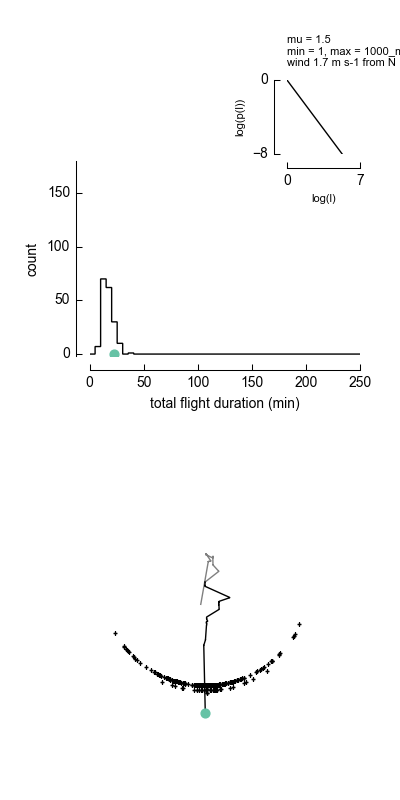 mu = 1.5
min = 1, max = 1000_m
wind 1.7 m s-1 from N
0
log(p(l))
−8
0
7
log(l)
150
100
count
50
0
0
50
100
150
200
250
total flight duration (min)